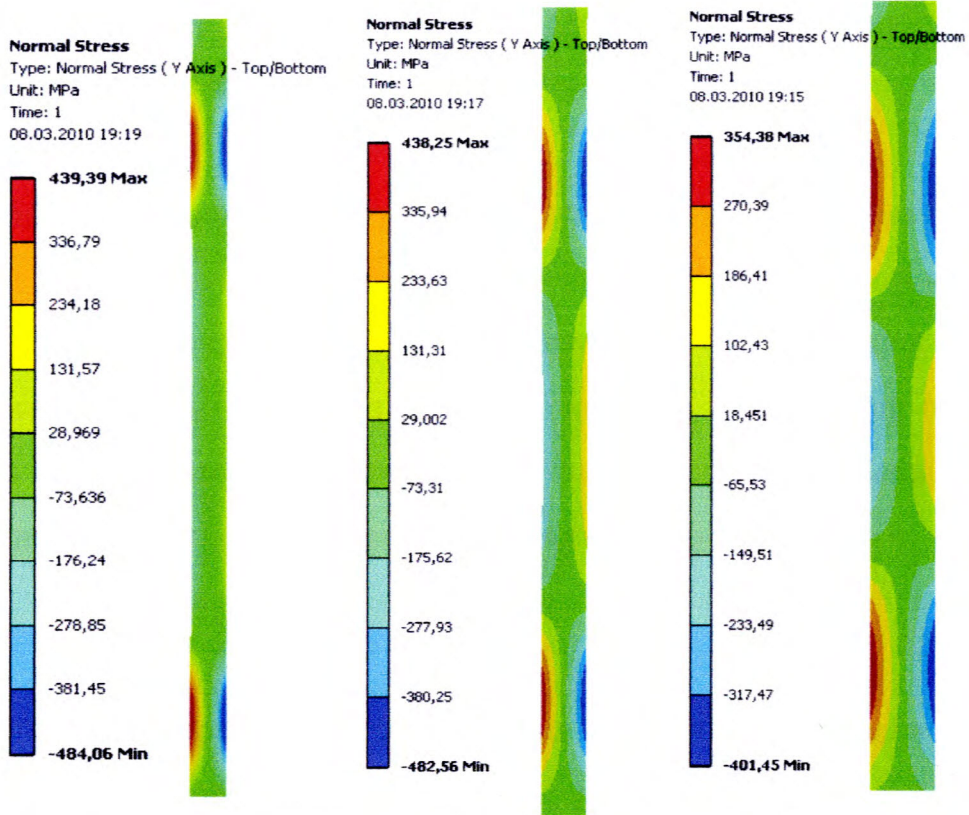 Normal Stress
Type: Normal Stress ( Y Axis ) - Top/Bottom
Unit: MPa
Time: 1
08.03.2010 19:19
439,39 Max
336,79
234,18
131,57
28,969
-73,636
-176,24
-278,85
-381,45
-484,06 Min
Normal Stress
Type: Normal Stress ( Y Axis ) - Top/Bottom
Unit: MPa
Time: 1
08.03.2010 19:17
438,25 Max
335,94
233,63
131,31
29,002
-73,31
-175,62
-277,93
-380,25
-482,56 Min
Normal Stress
Type: Normal Stress ( Y Axis ) - Top/Bottom
Unit: MPa
Time: 1
08.03.2010 19:15
354,38 Max
270,39
186,41
102,43
18,451
-65,53
-149,51
-233,49
-317,47
-401,45 Min